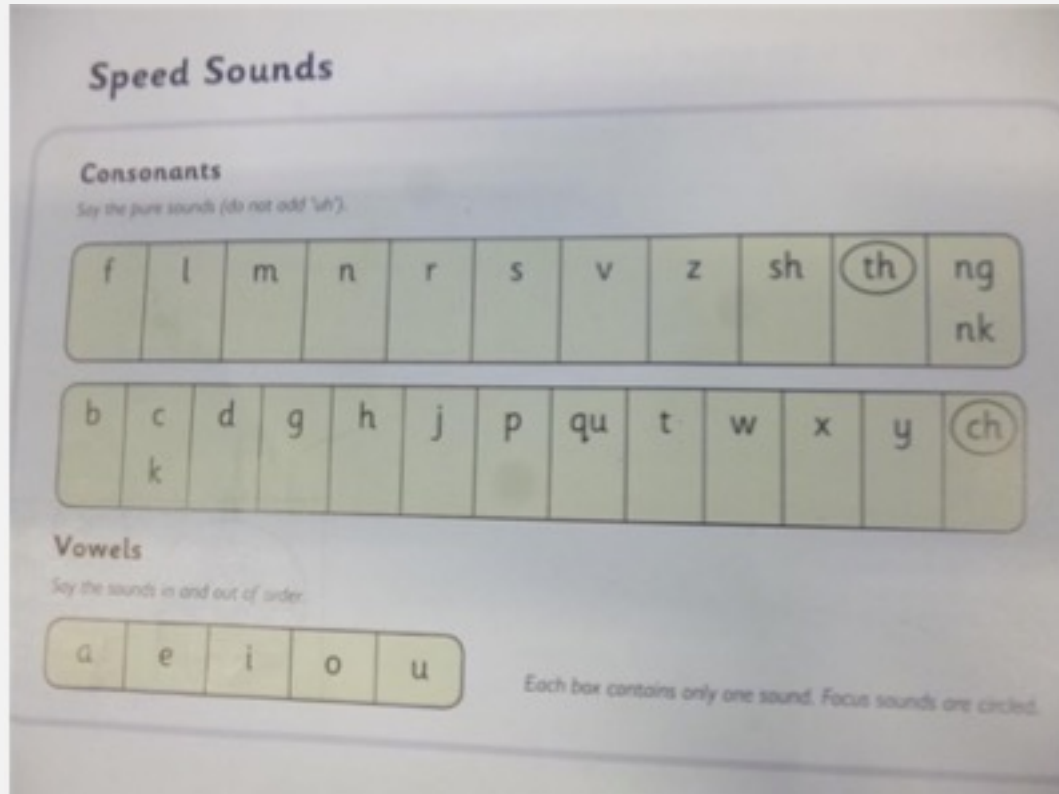 Speed Sounds
Consonants
Say the pure sounds (do not add 'uh').
f l m n r s v z sh th ng
nk
b c d g h j p qu t w x y ch
k
Vowels
Say the sounds in and out of order.
a e i o u
Each box contains only one sound. Focus sounds are circled.